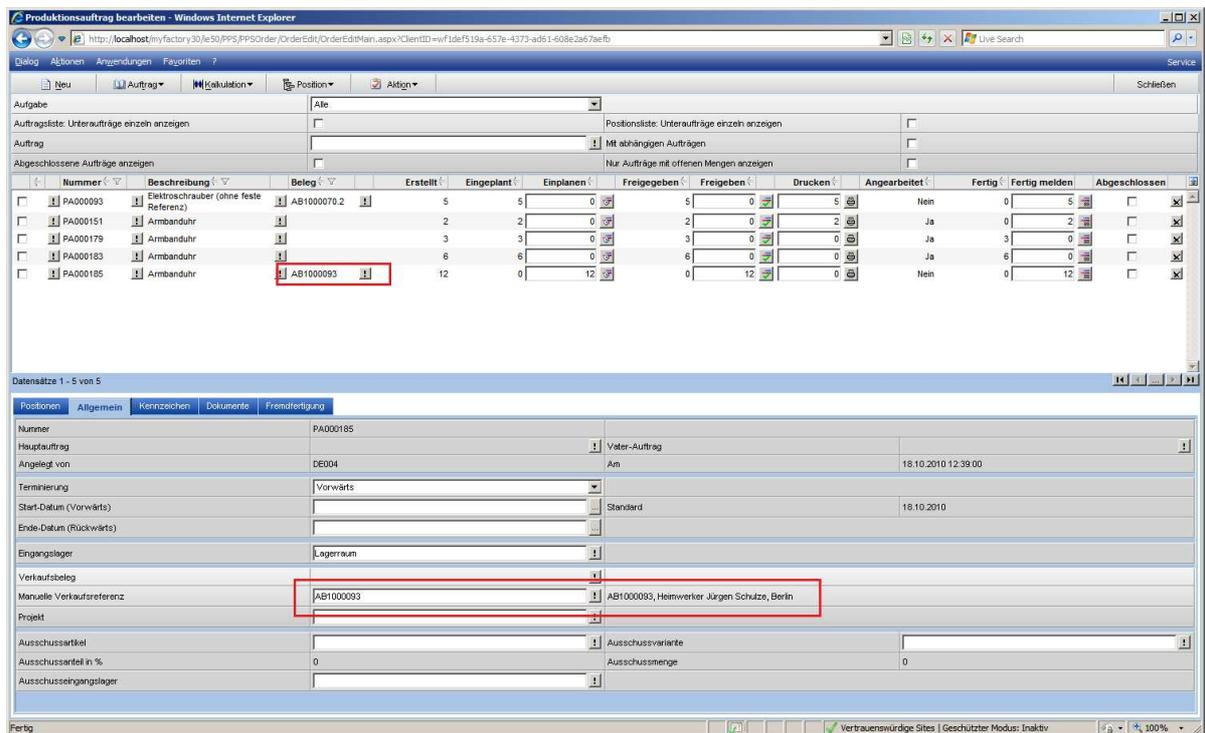 Produktionsauftrag bearbeiten - Windows Internet Explorer
http://localhost/myfactory30/ie50/PPS/PPSOrder/OrderEdit/OrderEditMain.aspx?ClientID=wf1def519a-657e-4373-ad61-608e2a67aefb Live Search
Dialog Aktionen Anwendungen Favoriten ? Service
Neu Auftrag Kalkulation Position Aktion Schließen
Aufgabe Alle
Auftragsliste: Unteraufträge einzeln anzeigen Positionsliste: Unteraufträge einzeln anzeigen
Auftrag ! Mit abhängigen Aufträgen
Abgeschlossene Aufträge anzeigen Nur Aufträge mit offenen Mengen anzeigen
Nummer Beschreibung Beleg Erstellt Eingeplant Einplanen Freigegeben Freigeben Drucken Angearbeitet Fertig Fertig melden Abgeschlossen
! PA000093 ! Elektroschrauber (ohne feste Referenz) ! AB1000070.2 ! 5 5 0 5 0 5 Nein 0 5
! PA000151 ! Armbanduhr ! 2 2 0 2 0 2 Ja 0 2
! PA000179 ! Armbanduhr ! 3 3 0 3 0 0 Ja 3 0
! PA000183 ! Armbanduhr ! 6 6 0 6 0 0 Ja 6 0
! PA000185 ! Armbanduhr ! AB1000093 ! 12 0 12 0 12 0 Nein 0 12
Datensätze 1 - 5 von 5 ...
Positionen Allgemein Kennzeichen Dokumente Fremdfertigung
Nummer PA000185
Hauptauftrag ! Vater-Auftrag !
Angelegt von DE004 Am 18.10.2010 12:39:00
Terminierung Vorwärts
Start-Datum (Vorwärts) ... Standard 18.10.2010
Ende-Datum (Rückwärts) ...
Eingangslager Lagerraum !
Verkaufsbeleg !
Manuelle Verkaufsreferenz AB1000093 ! AB1000093, Heimwerker Jürgen Schulze, Berlin
Projekt !
Ausschussartikel ! Ausschussvariante !
Ausschussanteil in % 0 Ausschussmenge 0
Ausschusseingangslager !
Fertig Vertrauenswürdige Sites | Geschützter Modus: Inaktiv 100%